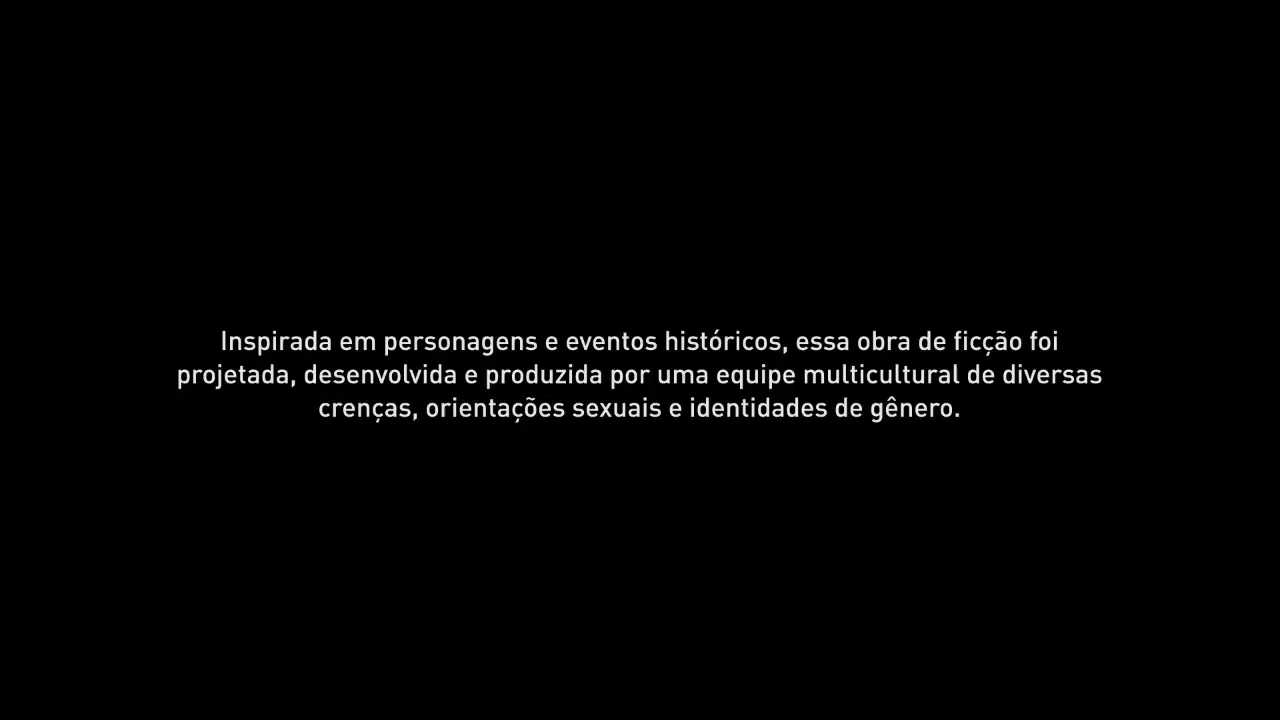 Inspirada em personagens e eventos históricos, essa obra de ficção foi
projetada, desenvolvida e produzida por uma equipe multicultural de diversas
crenças, orientações sexuais e identidades de gênero.